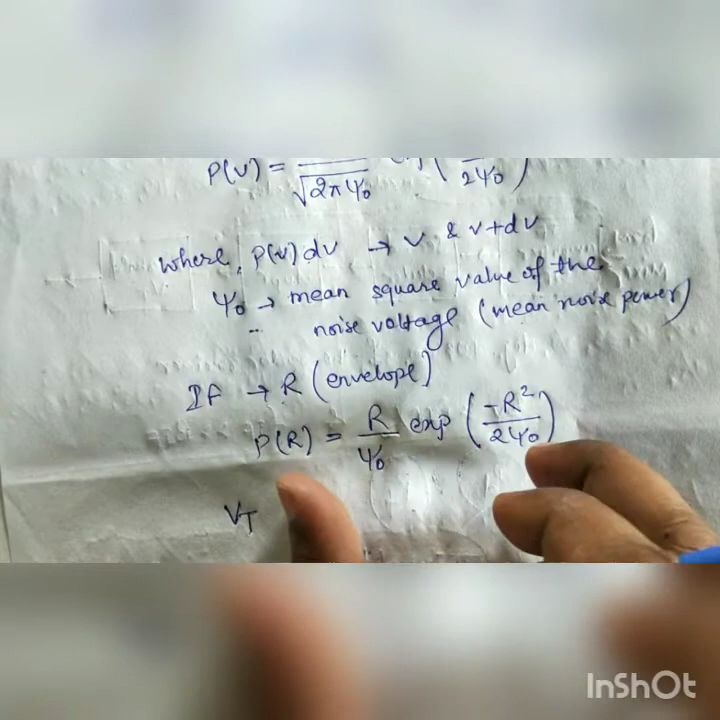 P(v) = / √2πψ₀ ( / 2ψ₀ )
where, P(v) dv → v & v+dv
ψ₀ → mean square value of the
noise voltage (mean noise power)
IF → R (envelope)
P(R) = R/ψ₀ exp (-R²/2ψ₀)
V_T
InShOt